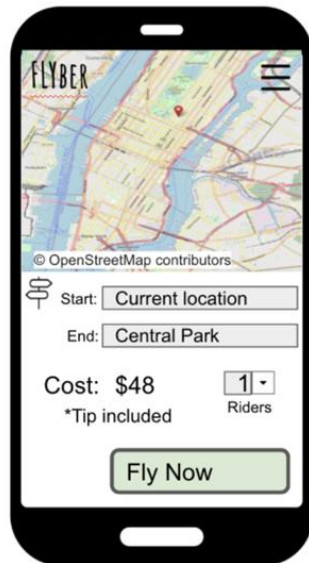 FLYBER
© OpenStreetMap contributors
Start: Current location
End: Central Park
Cost: $48 1
*Tip included Riders
Fly Now